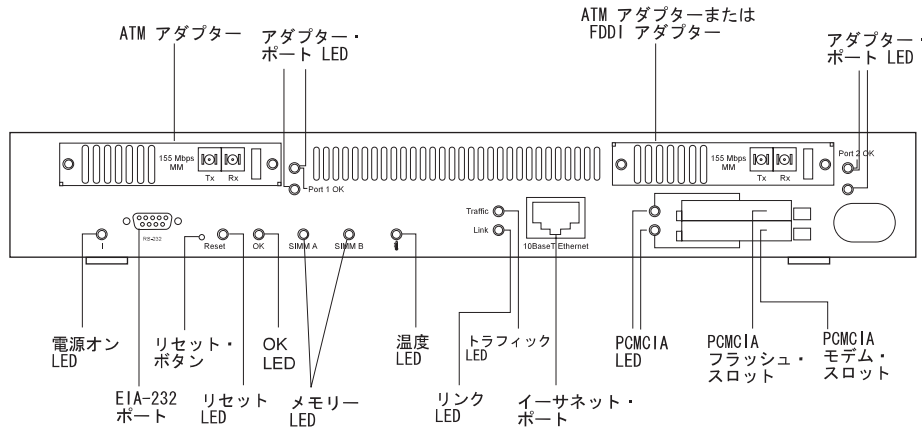 ATM アダプター
アダプター・
ポート LED
ATM アダプターまたは
FDDI アダプター
アダプター・
ポート LED
155 Mbps
MM
Tx Rx
Port 1 OK
155 Mbps
MM
Tx Rx
Port 2 OK
I
RS-232
Reset
OK
SIMM A
SIMM B
Traffic
Link
10BaseT Ethernet
電源オン
LED
リセット・
ボタン
OK
LED
温度
LED
トラフィック
LED
PCMCIA
LED
PCMCIA
フラッシュ・
スロット
PCMCIA
モデム・
スロット
EIA-232
ポート
リセット
LED
メモリー
LED
リンク
LED
イーサネット・
ポート